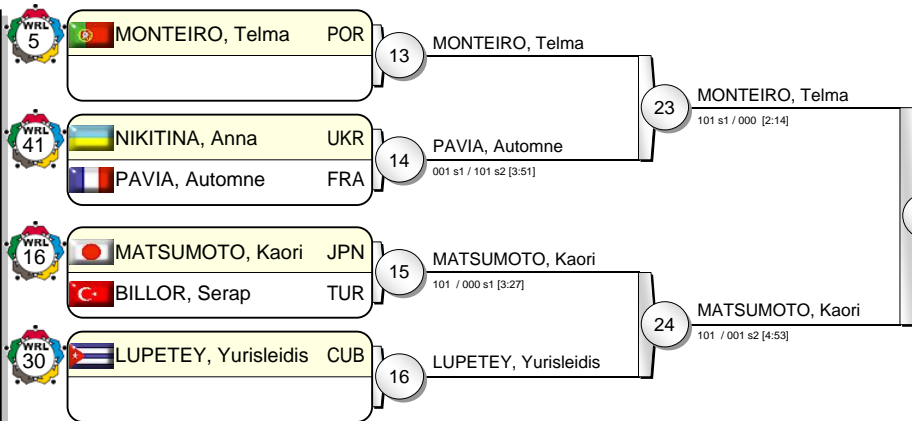 WRL
5
MONTEIRO, Telma POR
13
MONTEIRO, Telma
23
MONTEIRO, Telma
101 s1 / 000 [2:14]
WRL
41
NIKITINA, Anna UKR
PAVIA, Automne FRA
14
PAVIA, Automne
001 s1 / 101 s2 [3:51]
WRL
16
MATSUMOTO, Kaori JPN
BILLOR, Serap TUR
15
MATSUMOTO, Kaori
101 / 000 s1 [3:27]
24
MATSUMOTO, Kaori
101 / 001 s2 [4:53]
WRL
30
LUPETEY, Yurisleidis CUB
16
LUPETEY, Yurisleidis